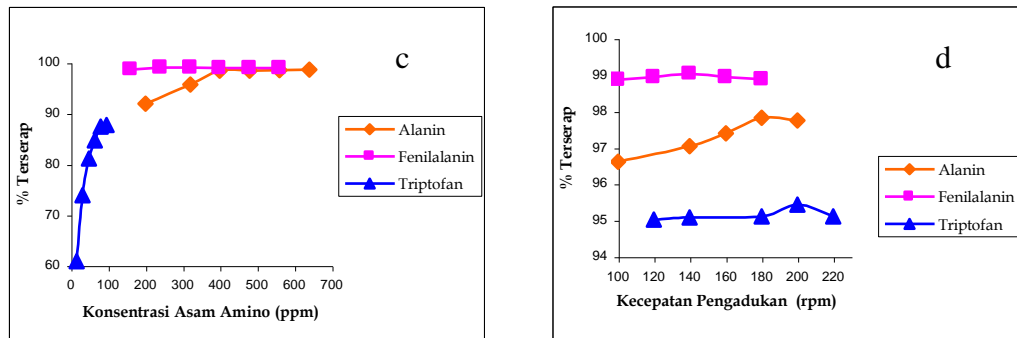 c
100
90
80
70
60
% Terserap
0 100 200 300 400 500 600 700
Konsentrasi Asam Amino (ppm)
Alanin
Fenilalanin
Triptofan
d
100
99
98
97
96
95
94
% Terserap
100 120 140 160 180 200 220
Kecepatan Pengadukan (rpm)
Alanin
Fenilalanin
Triptofan